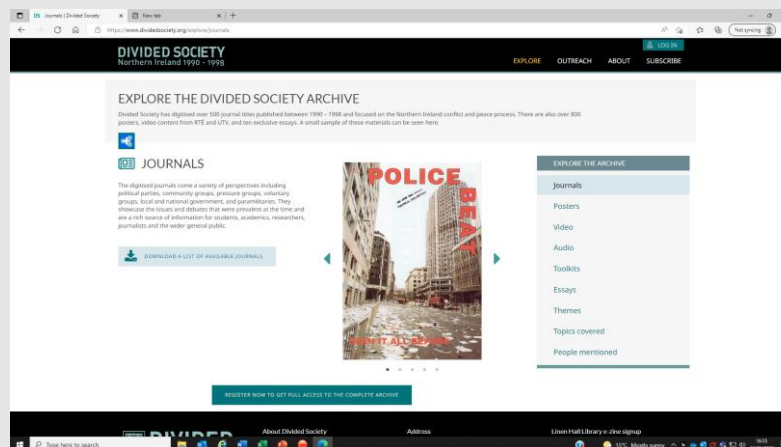 Journals | Divided Society
New tab
https://www.dividedsociety.org/explore/journals
Not syncing
LOG IN
DIVIDED SOCIETY
Northern Ireland 1990 - 1998
EXPLORE OUTREACH ABOUT SUBSCRIBE
EXPLORE THE DIVIDED SOCIETY ARCHIVE
Divided Society has digitised over 500 journal titles published between 1990 – 1998 and focused on the Northern Ireland conflict and peace process. There are also over 800
posters, video content from RTÉ and UTV, and ten exclusive essays. A small sample of these materials can be seen here.
JOURNALS
The digitised journals come a variety of perspectives including
political parties, community groups, pressure groups, voluntary
groups, local and national government, and paramilitaries. They
showcase the issues and debates that were prevalent at the time and
are a rich source of information for students, academics, researchers,
journalists and the wider general public.
DOWNLOAD A LIST OF AVAILABLE JOURNALS
POLICE
BEAT
SEEN IT ALL BEFORE
EXPLORE THE ARCHIVE
Journals
Posters
Video
Audio
Toolkits
Essays
Themes
Topics covered
People mentioned
REGISTER NOW TO GET FULL ACCESS TO THE COMPLETE ARCHIVE
DIVIDED
About Divided Society
Address
Linen Hall Library e-zine signup
Type here to search
15°C Mostly sunny
16:05